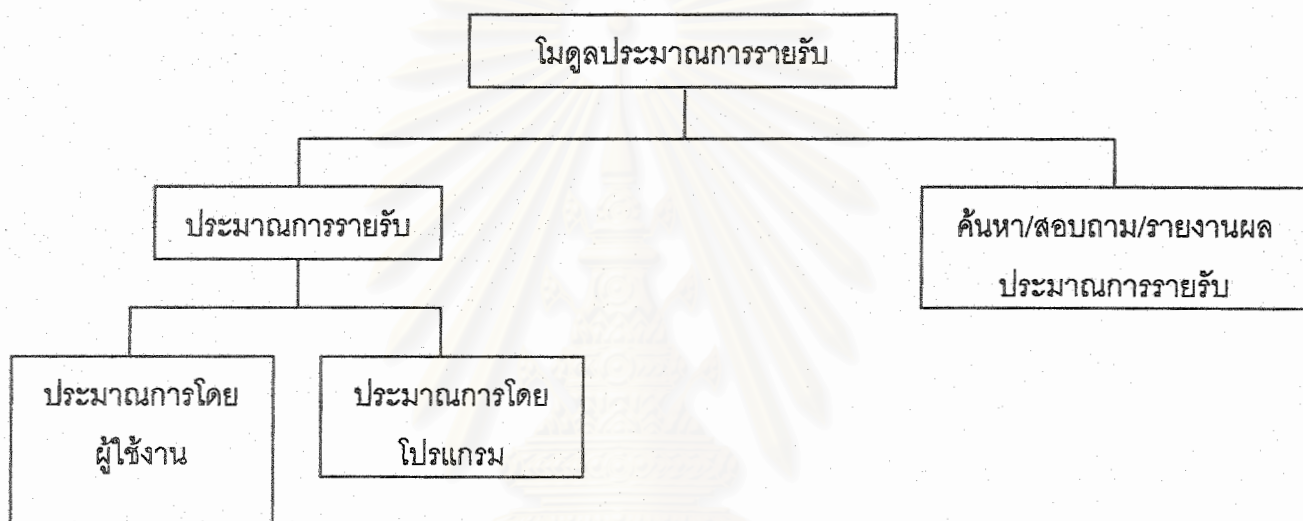 โมดูลประมาณการรายรับ
ประมาณการรายรับ
ค้นหา/สอบถาม/รายงานผล
ประมาณการรายรับ
ประมาณการโดย
ผู้ใช้งาน
ประมาณการโดย
โปรแกรม